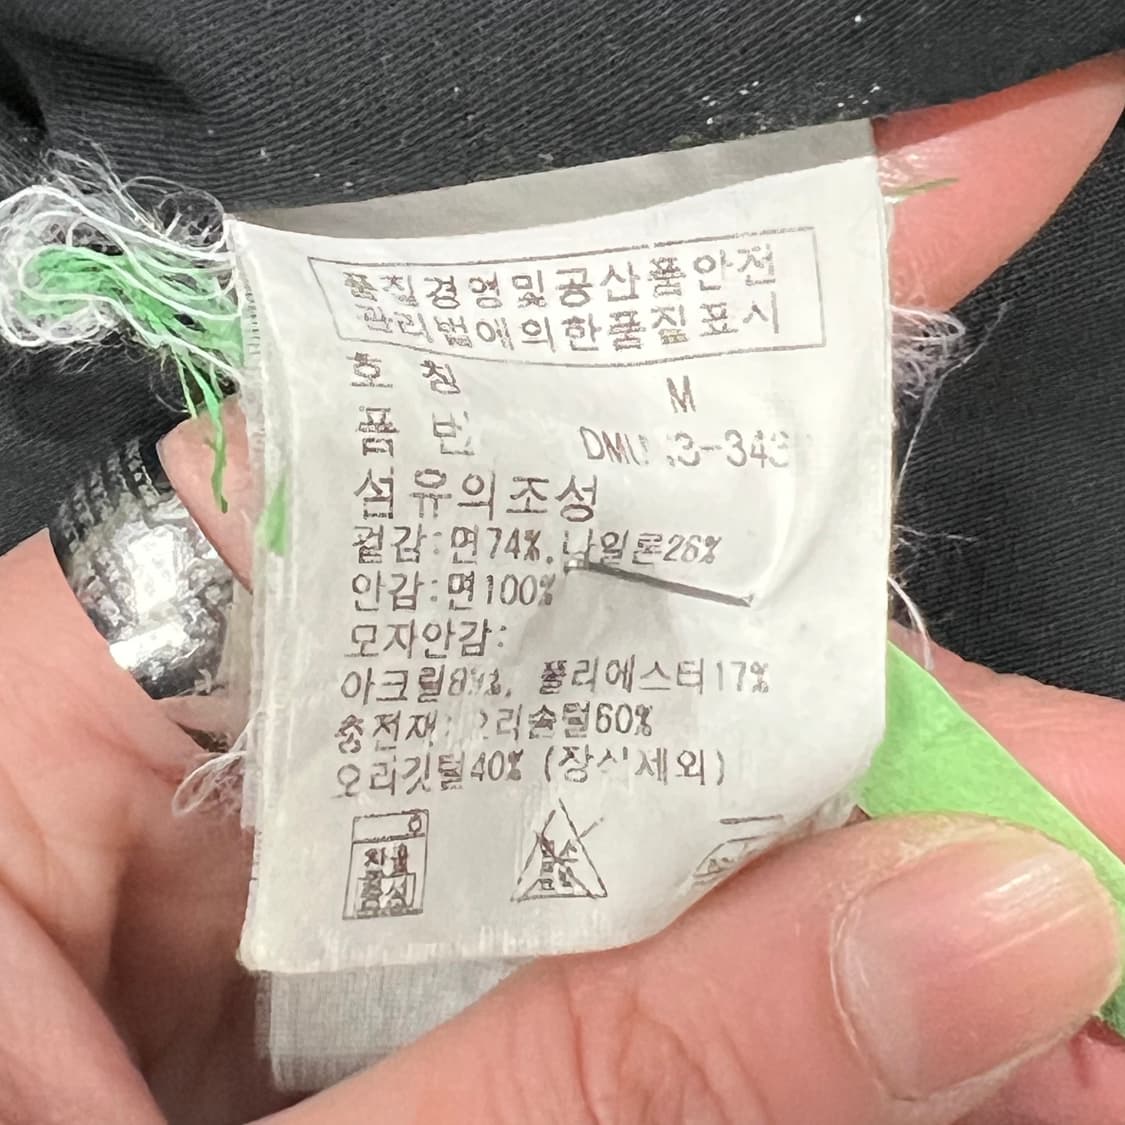 품질경영및공산품안전
관리법에의한품질표시
호 칭 M
품 번
섬유의조성
겉감:면74%, 나일론26%
안감:면100%
모자안감:
폴리에스터17%
충전재: 오리솜털60%
오리깃털40% (장식제외)